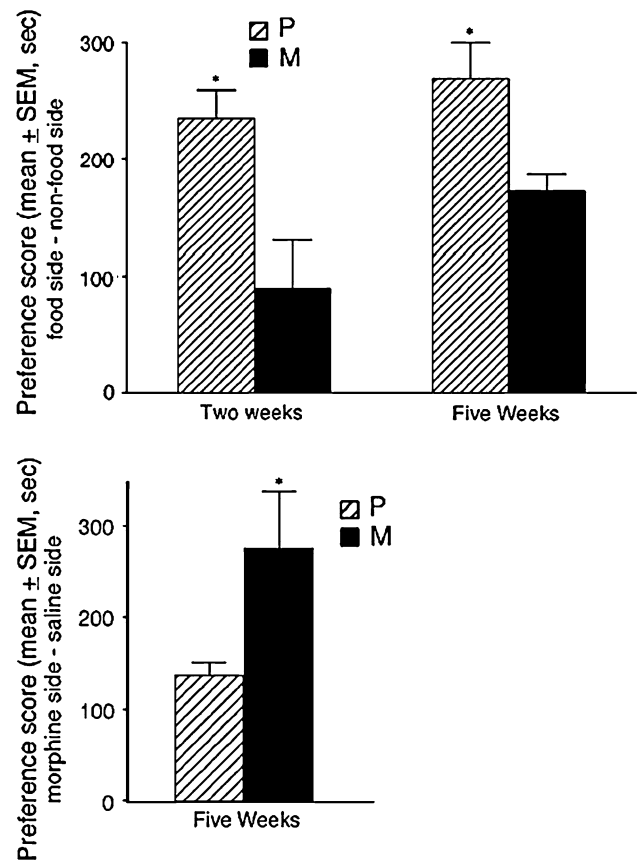 P
M
Preference score (mean ± SEM, sec)
food side - non-food side
300
200
100
0
*
*
Two weeks
Five Weeks
P
M
Preference score (mean ± SEM, sec)
morphine side - saline side
300
200
100
0
*
Five Weeks